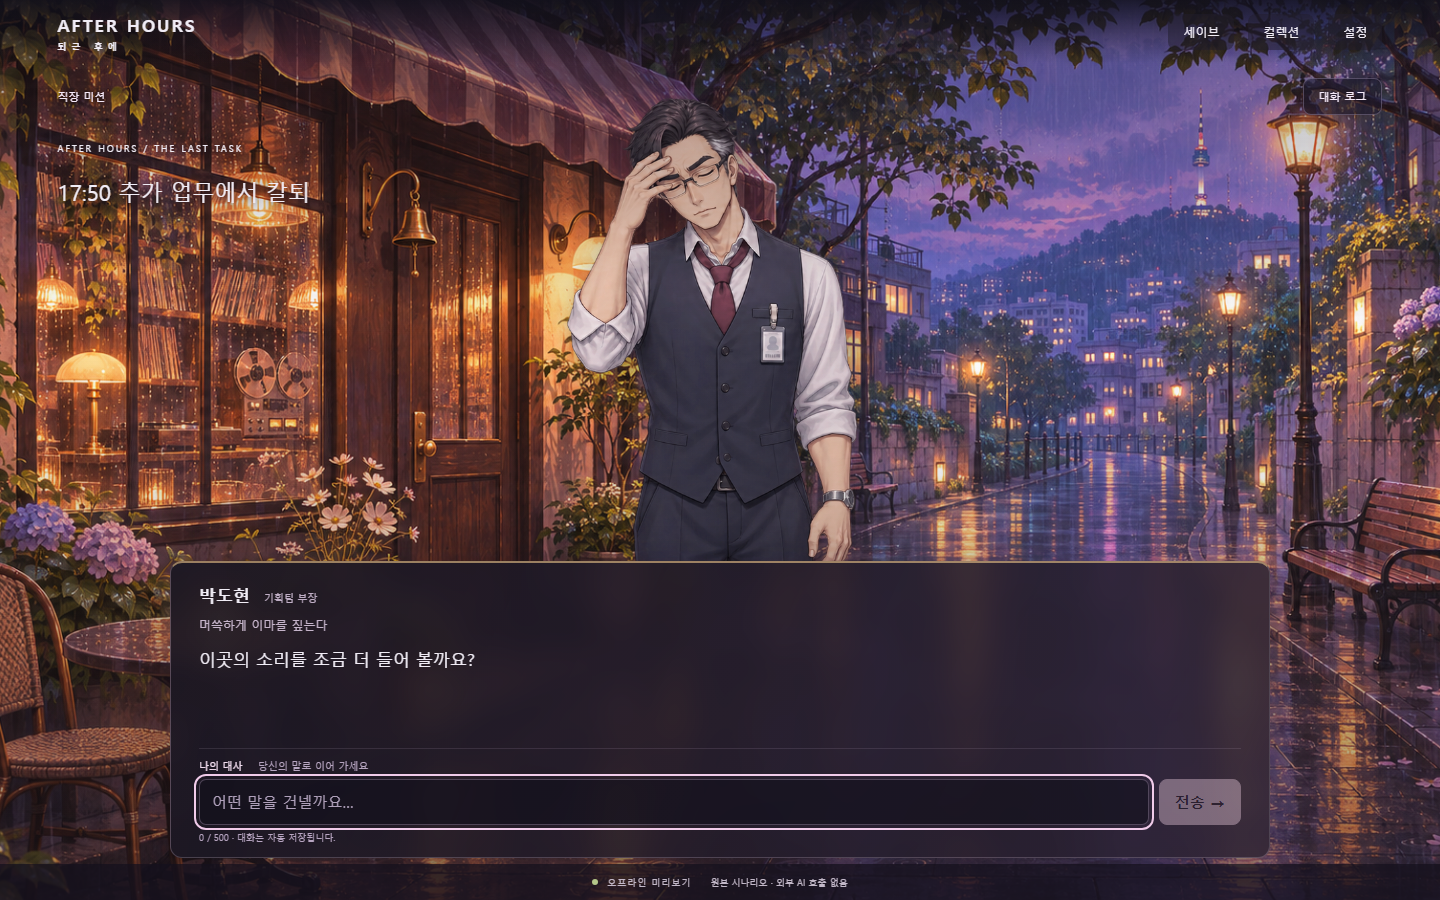 AFTER HOURS
퇴근 후에
세이브 컬렉션 설정
직장 미션
대화 로그
AFTER HOURS / THE LAST TASK
17:50 추가 업무에서 칼퇴
박도현 기획팀 부장
머쓱하게 이마를 짚는다
이곳의 소리를 조금 더 들어 볼까요?
나의 대사 당신의 말로 이어 가세요
어떤 말을 건넬까요...
전송 →
0 / 500 · 대화는 자동 저장됩니다.
오프라인 미리보기 원본 시나리오 · 외부 AI 호출 없음